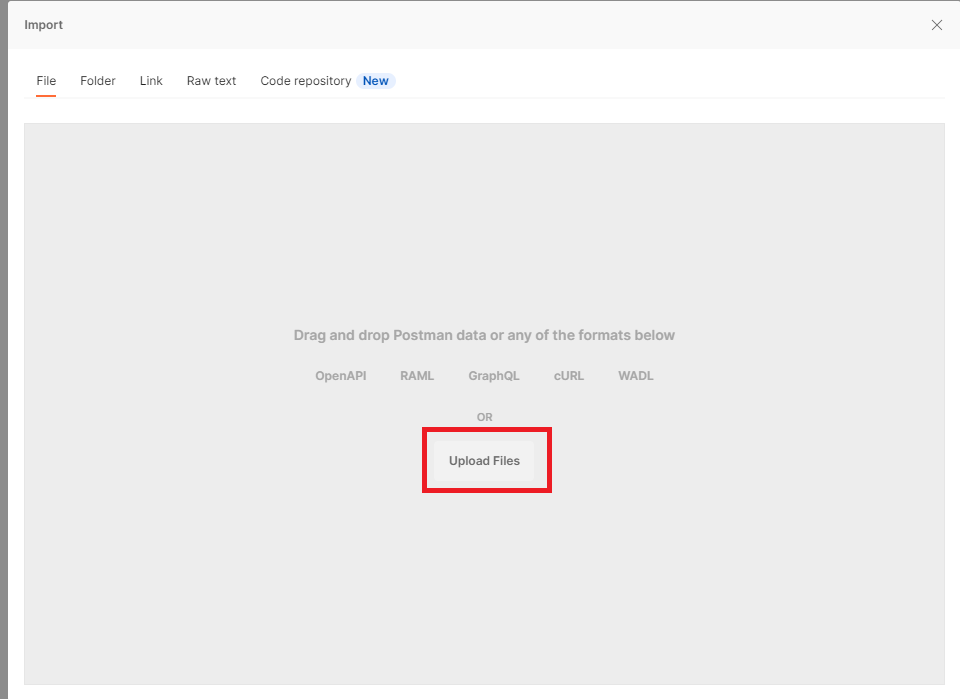 Import
File Folder Link Raw text Code repository New
Drag and drop Postman data or any of the formats below
OpenAPI RAML GraphQL cURL WADL
OR
Upload Files